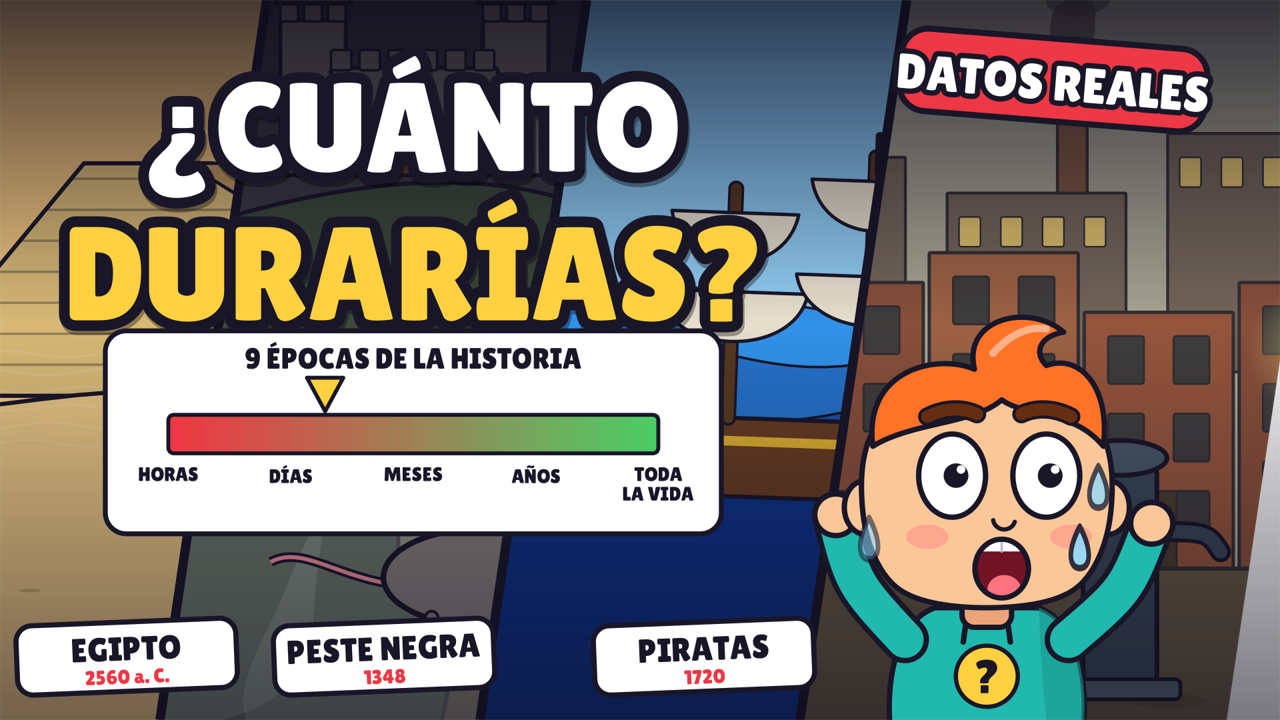 ¿CUÁNTO
DURARÍAS?
DATOS REALES
9 ÉPOCAS DE LA HISTORIA
HORAS DÍAS MESES AÑOS TODA
LA VIDA
EGIPTO
2560 a. C.
PESTE NEGRA
1348
PIRATAS
1720
?